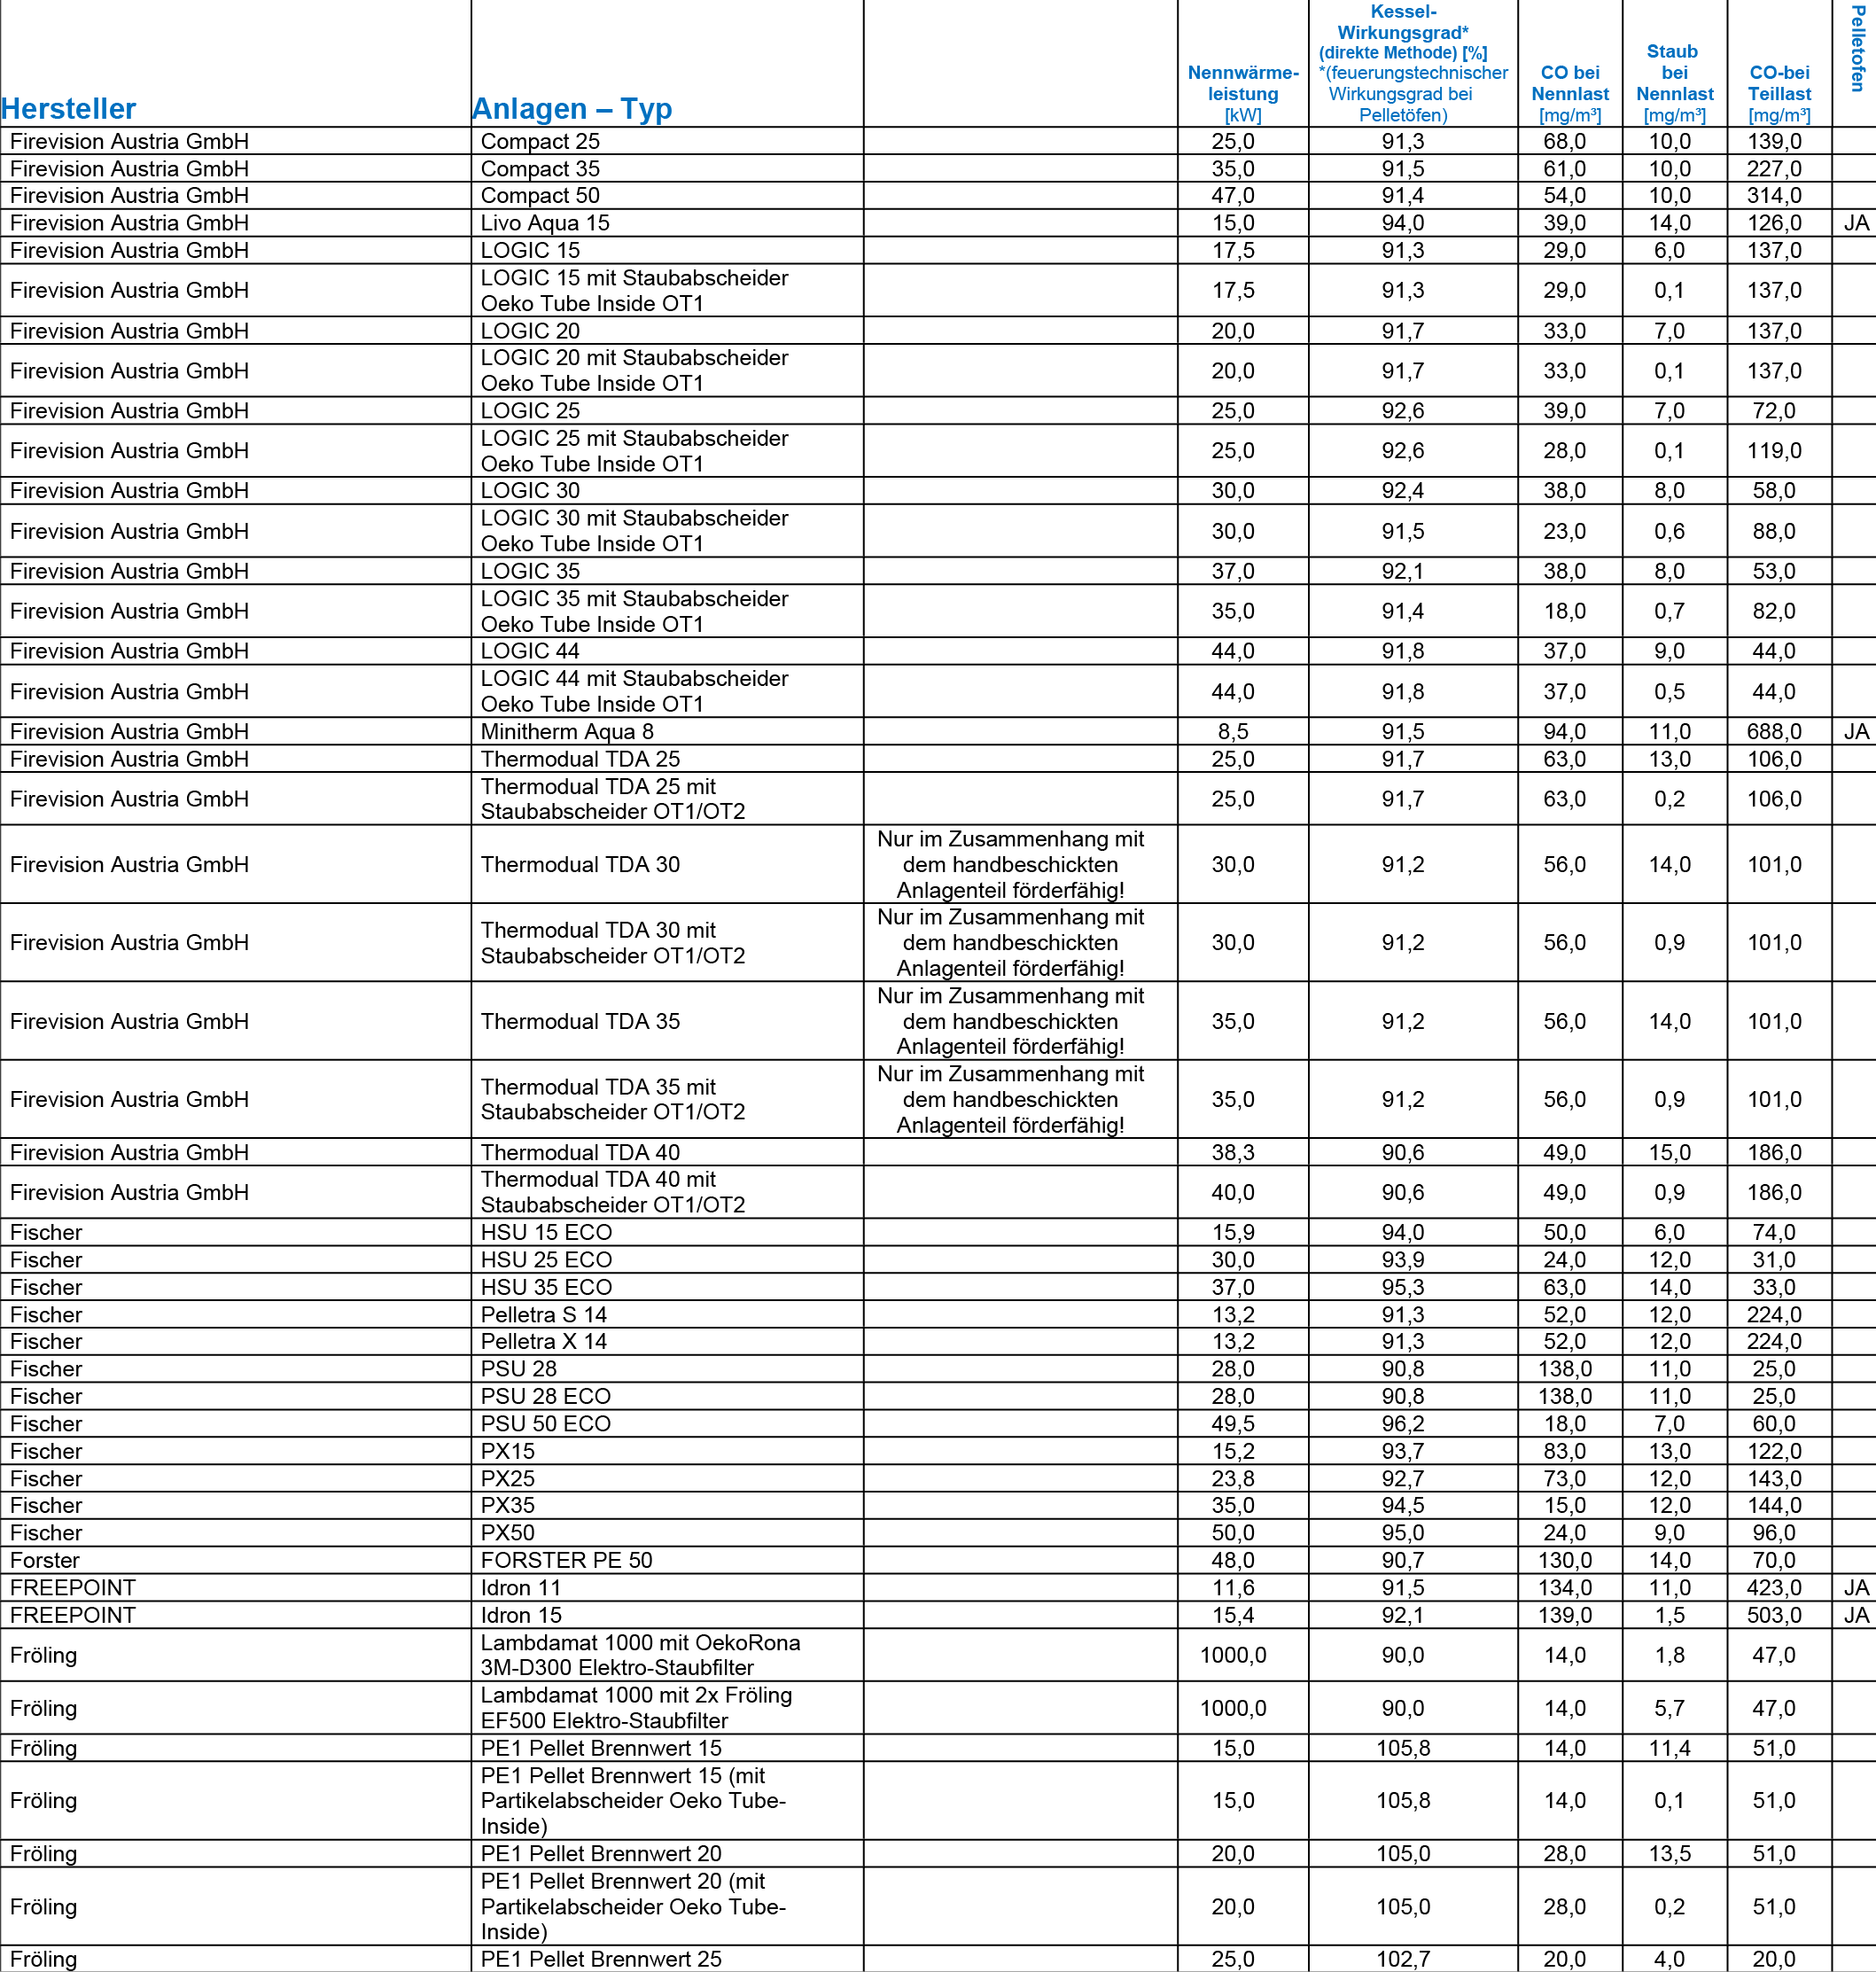 Hersteller Anlagen – Typ Nennwärme-leistung [kW] Kessel-Wirkungsgrad* (direkte Methode) [%] *(feuerungstechnischer Wirkungsgrad bei Pelletöfen) CO bei Nennlast [mg/m³] Staub bei Nennlast [mg/m³] CO-bei Teillast [mg/m³] Pelletofen
Firevision Austria GmbH Compact 25 25,0 91,3 68,0 10,0 139,0
Firevision Austria GmbH Compact 35 35,0 91,5 61,0 10,0 227,0
Firevision Austria GmbH Compact 50 47,0 91,4 54,0 10,0 314,0
Firevision Austria GmbH Livo Aqua 15 15,0 94,0 39,0 14,0 126,0 JA
Firevision Austria GmbH LOGIC 15 17,5 91,3 29,0 6,0 137,0
Firevision Austria GmbH LOGIC 15 mit Staubabscheider Oeko Tube Inside OT1 17,5 91,3 29,0 0,1 137,0
Firevision Austria GmbH LOGIC 20 20,0 91,7 33,0 7,0 137,0
Firevision Austria GmbH LOGIC 20 mit Staubabscheider Oeko Tube Inside OT1 20,0 91,7 33,0 0,1 137,0
Firevision Austria GmbH LOGIC 25 25,0 92,6 39,0 7,0 72,0
Firevision Austria GmbH LOGIC 25 mit Staubabscheider Oeko Tube Inside OT1 25,0 92,6 28,0 0,1 119,0
Firevision Austria GmbH LOGIC 30 30,0 92,4 38,0 8,0 58,0
Firevision Austria GmbH LOGIC 30 mit Staubabscheider Oeko Tube Inside OT1 30,0 91,5 23,0 0,6 88,0
Firevision Austria GmbH LOGIC 35 37,0 92,1 38,0 8,0 53,0
Firevision Austria GmbH LOGIC 35 mit Staubabscheider Oeko Tube Inside OT1 35,0 91,4 18,0 0,7 82,0
Firevision Austria GmbH LOGIC 44 44,0 91,8 37,0 9,0 44,0
Firevision Austria GmbH LOGIC 44 mit Staubabscheider Oeko Tube Inside OT1 44,0 91,8 37,0 0,5 44,0
Firevision Austria GmbH Minitherm Aqua 8 8,5 91,5 94,0 11,0 688,0 JA
Firevision Austria GmbH Thermodual TDA 25 25,0 91,7 63,0 13,0 106,0
Firevision Austria GmbH Thermodual TDA 25 mit Staubabscheider OT1/OT2 25,0 91,7 63,0 0,2 106,0
Firevision Austria GmbH Thermodual TDA 30 Nur im Zusammenhang mit dem handbeschickten Anlagenteil förderfähig! 30,0 91,2 56,0 14,0 101,0
Firevision Austria GmbH Thermodual TDA 30 mit Staubabscheider OT1/OT2 Nur im Zusammenhang mit dem handbeschickten Anlagenteil förderfähig! 30,0 91,2 56,0 0,9 101,0
Firevision Austria GmbH Thermodual TDA 35 Nur im Zusammenhang mit dem handbeschickten Anlagenteil förderfähig! 35,0 91,2 56,0 14,0 101,0
Firevision Austria GmbH Thermodual TDA 35 mit Staubabscheider OT1/OT2 Nur im Zusammenhang mit dem handbeschickten Anlagenteil förderfähig! 35,0 91,2 56,0 0,9 101,0
Firevision Austria GmbH Thermodual TDA 40 38,3 90,6 49,0 15,0 186,0
Firevision Austria GmbH Thermodual TDA 40 mit Staubabscheider OT1/OT2 40,0 90,6 49,0 0,9 186,0
Fischer HSU 15 ECO 15,9 94,0 50,0 6,0 74,0
Fischer HSU 25 ECO 30,0 93,9 24,0 12,0 31,0
Fischer HSU 35 ECO 37,0 95,3 63,0 14,0 33,0
Fischer Pelletra S 14 13,2 91,3 52,0 12,0 224,0
Fischer Pelletra X 14 13,2 91,3 52,0 12,0 224,0
Fischer PSU 28 28,0 90,8 138,0 11,0 25,0
Fischer PSU 28 ECO 28,0 90,8 138,0 11,0 25,0
Fischer PSU 50 ECO 49,5 96,2 18,0 7,0 60,0
Fischer PX15 15,2 93,7 83,0 13,0 122,0
Fischer PX25 23,8 92,7 73,0 12,0 143,0
Fischer PX35 35,0 94,5 15,0 12,0 144,0
Fischer PX50 50,0 95,0 24,0 9,0 96,0
Forster FORSTER PE 50 48,0 90,7 130,0 14,0 70,0
FREEPOINT Idron 11 11,6 91,5 134,0 11,0 423,0 JA
FREEPOINT Idron 15 15,4 92,1 139,0 1,5 503,0 JA
Fröling Lambdamat 1000 mit OekoRona 3M-D300 Elektro-Staubfilter 1000,0 90,0 14,0 1,8 47,0
Fröling Lambdamat 1000 mit 2x Fröling EF500 Elektro-Staubfilter 1000,0 90,0 14,0 5,7 47,0
Fröling PE1 Pellet Brennwert 15 15,0 105,8 14,0 11,4 51,0
Fröling PE1 Pellet Brennwert 15 (mit Partikelabscheider Oeko Tube-Inside) 15,0 105,8 14,0 0,1 51,0
Fröling PE1 Pellet Brennwert 20 20,0 105,0 28,0 13,5 51,0
Fröling PE1 Pellet Brennwert 20 (mit Partikelabscheider Oeko Tube-Inside) 20,0 105,0 28,0 0,2 51,0
Fröling PE1 Pellet Brennwert 25 25,0 102,7 20,0 4,0 20,0